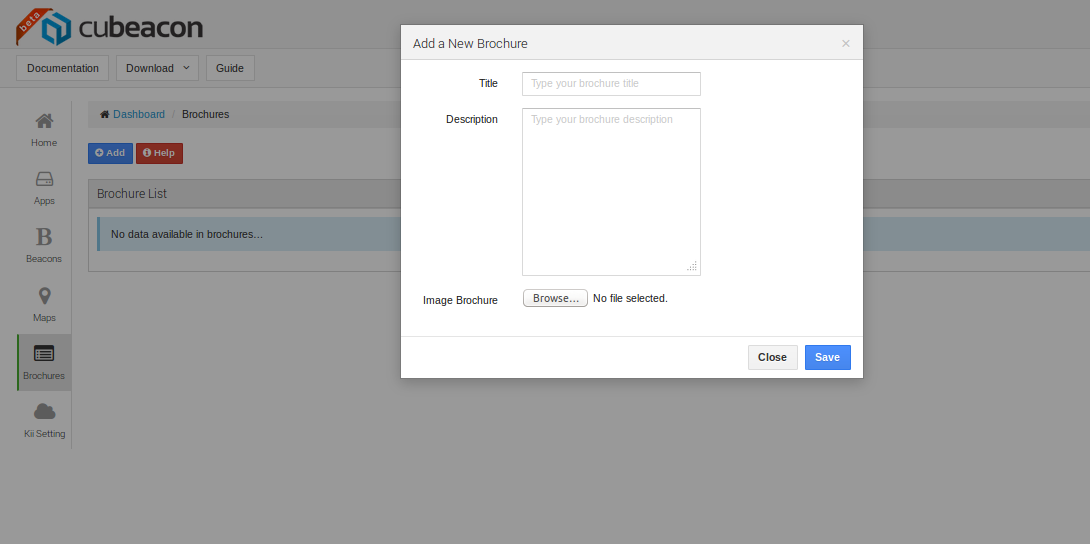 beta
cubeacon
Documentation
Download
Guide
Home
Apps
B
Beacons
Maps
Brochures
Kii Setting
Dashboard / Brochures
Add
Help
Brochure List
No data available in brochures...
Add a New Brochure
×
Title
Type your brochure title
Description
Type your brochure description
Image Brochure
Browse... No file selected.
Close
Save